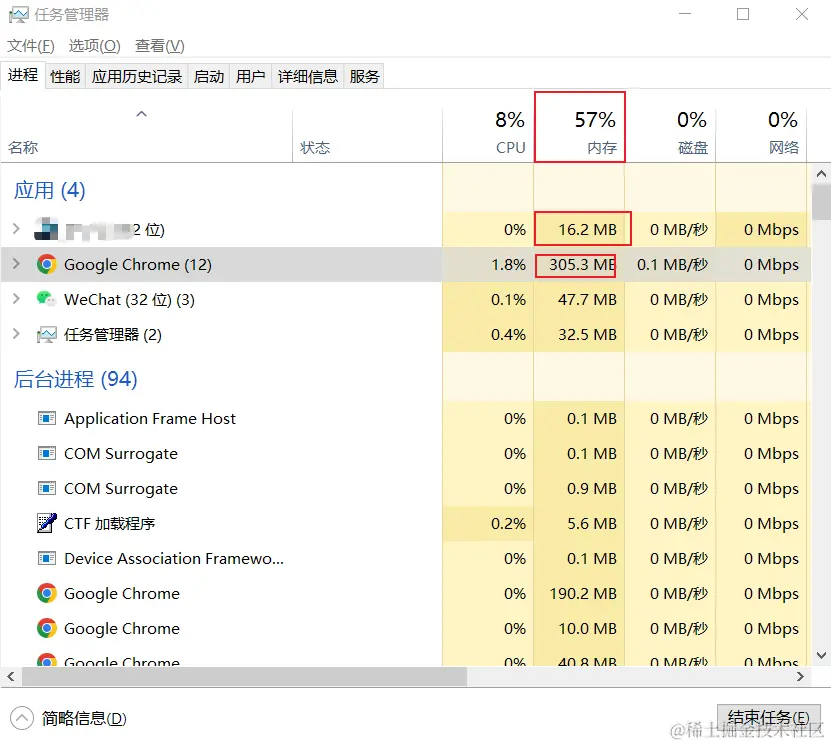 任务管理器
文件(F) 选项(O) 查看(V)
进程 性能 应用历史记录 启动 用户 详细信息 服务
8% 57% 0% 0%
名称 状态 CPU 内存 磁盘 网络
应用 (4)
2 位) 0% 16.2 MB 0 MB/秒 0 Mbps
Google Chrome (12) 1.8% 305.3 MB 0.1 MB/秒 0 Mbps
WeChat (32 位) (3) 0.1% 47.7 MB 0 MB/秒 0 Mbps
任务管理器 (2) 0.4% 32.5 MB 0 MB/秒 0 Mbps
后台进程 (94)
Application Frame Host 0% 0.1 MB 0 MB/秒 0 Mbps
COM Surrogate 0% 0.1 MB 0 MB/秒 0 Mbps
COM Surrogate 0% 0.9 MB 0 MB/秒 0 Mbps
CTF 加载程序 0.2% 5.6 MB 0 MB/秒 0 Mbps
Device Association Framewo... 0% 0.1 MB 0 MB/秒 0 Mbps
Google Chrome 0% 190.2 MB 0 MB/秒 0 Mbps
Google Chrome 0% 10.0 MB 0 MB/秒 0 Mbps
Google Chrome 0% 40.8 MB 0 MB/秒 0 Mbps
简略信息(D) 结束任务(E)
@稀土掘金技术社区